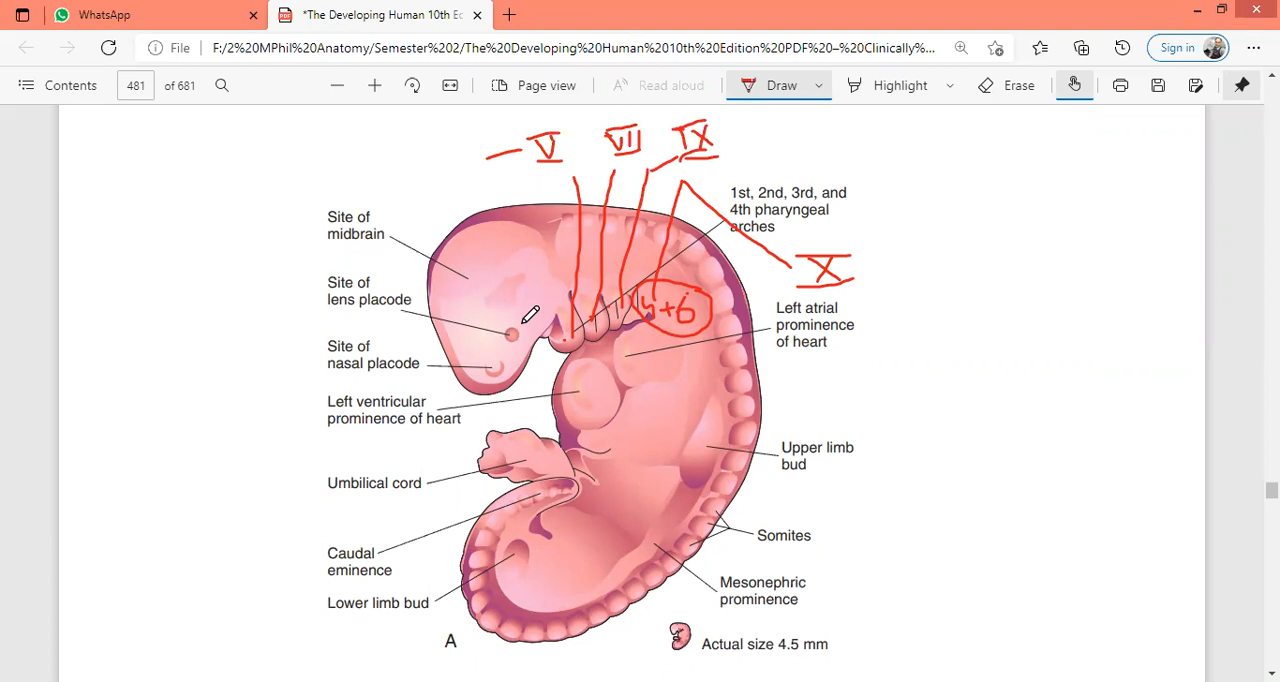 WhatsApp
*The Developing Human 10th Ec
File
F:/2%20MPhil%20Anatomy/Semester%202/The%20Developing%20Human%2010th%20Edition%20PDF%20–%20Clinically%...
Sign in
Contents
481 of 681
Page view
Read aloud
Draw
Highlight
Erase
V
VII
IX
X
4+6
1st, 2nd, 3rd, and
4th pharyngeal
arches
Site of
midbrain
Site of
lens placode
Site of
nasal placode
Left ventricular
prominence of heart
Left atrial
prominence
of heart
Umbilical cord
Upper limb
bud
Caudal
eminence
Somites
Lower limb bud
Mesonephric
prominence
A
Actual size 4.5 mm